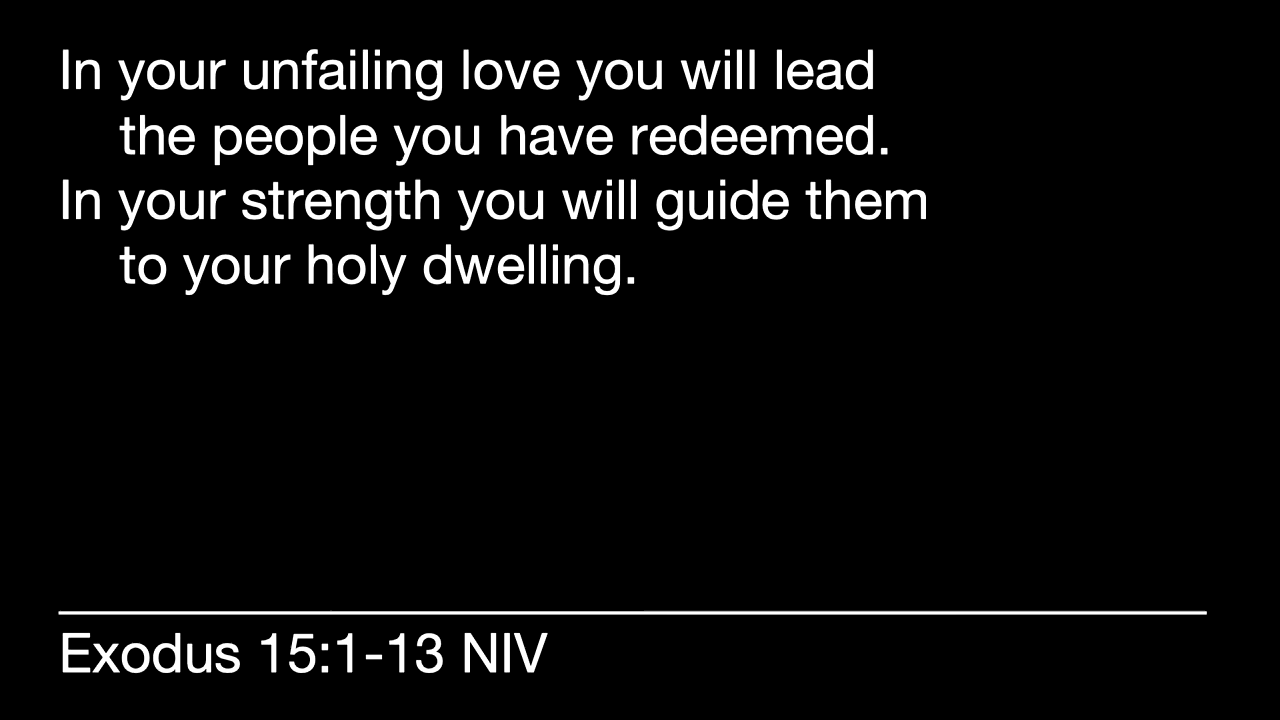 In your unfailing love you will lead
the people you have redeemed.
In your strength you will guide them
to your holy dwelling.
Exodus 15:1-13 NIV